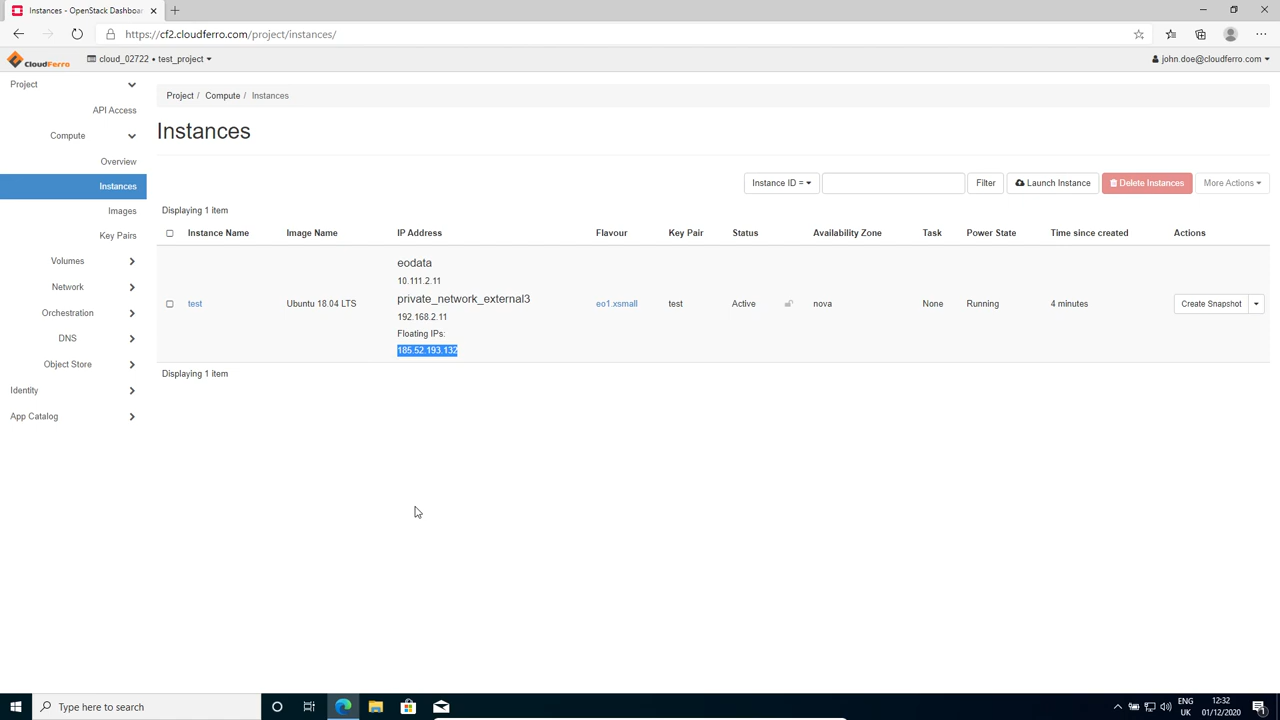 Instances - OpenStack Dashboar
https://cf2.cloudferro.com/project/instances/
CloudFerro
cloud_02722 • test_project
john.doe@cloudferro.com
Project
API Access
Compute
Overview
Instances
Images
Key Pairs
Volumes
Network
Orchestration
DNS
Object Store
Identity
App Catalog
Project / Compute / Instances
Instances
Instance ID =
Filter
Launch Instance
Delete Instances
More Actions
Displaying 1 item
Instance Name Image Name IP Address Flavour Key Pair Status Availability Zone Task Power State Time since created Actions
eodata
10.111.2.11
private_network_external3
192.168.2.11
Floating IPs:
185.52.193.132
test Ubuntu 18.04 LTS eo1.xsmall test Active nova None Running 4 minutes Create Snapshot
Displaying 1 item
Type here to search
ENG
UK
12:32
01/12/2020
1